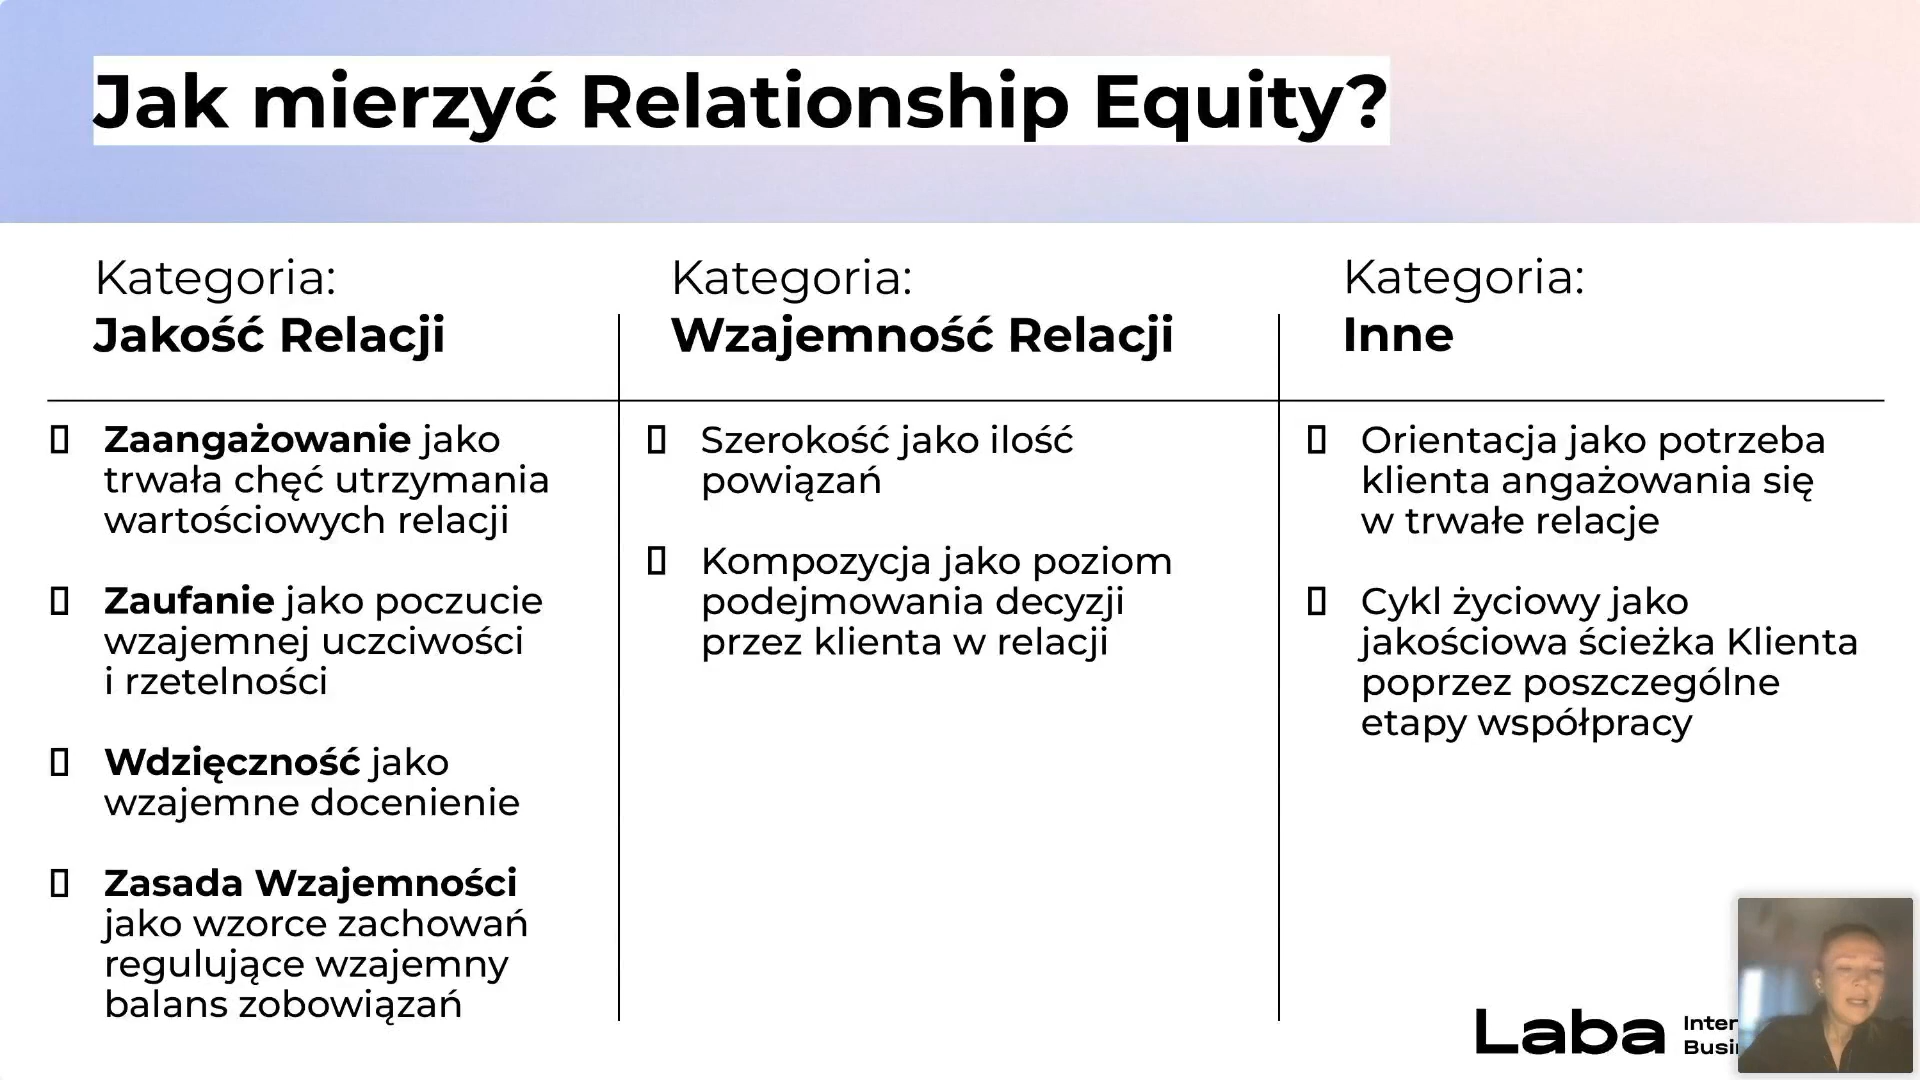 Jak mierzyć Relationship Equity?
Kategoria:
Jakość Relacji
Zaangażowanie jako
trwała chęć utrzymania
wartościowych relacji
Zaufanie jako poczucie
wzajemnej uczciwości
i rzetelności
Wdzięczność jako
wzajemne docenienie
Zasada Wzajemności
jako wzorce zachowań
regulujące wzajemny
balans zobowiązań
Kategoria:
Wzajemność Relacji
Szerokość jako ilość
powiązań
Kompozycja jako poziom
podejmowania decyzji
przez klienta w relacji
Kategoria:
Inne
Orientacja jako potrzeba
klienta angażowania się
w trwałe relacje
Cykl życiowy jako
jakościowa ścieżka Klienta
poprzez poszczególne
etapy współpracy
Laba